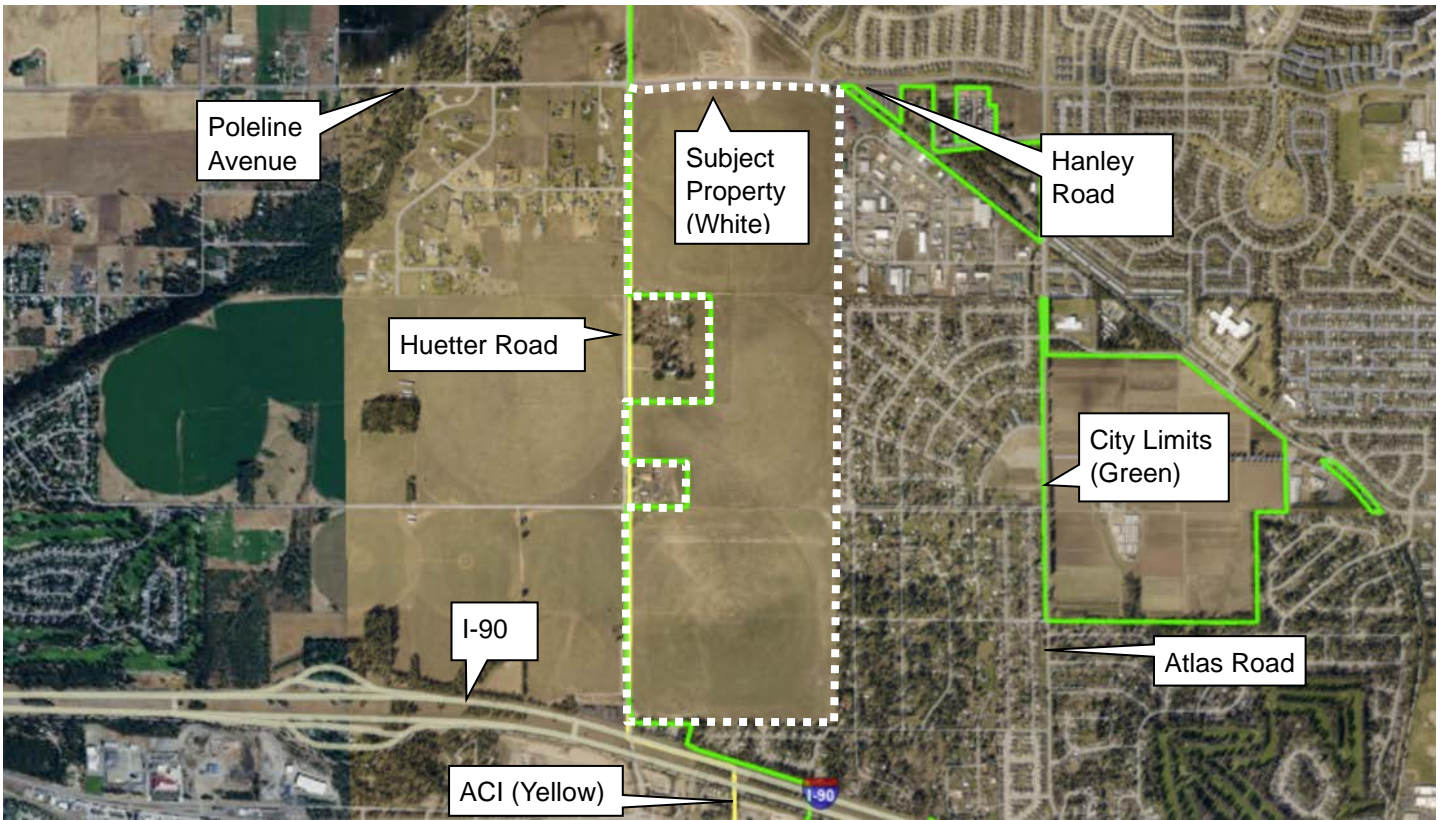 Poleline
Avenue
Subject
Property
(White)
Hanley
Road
Huetter Road
City Limits
(Green)
I-90
Atlas Road
ACI (Yellow)
I-90